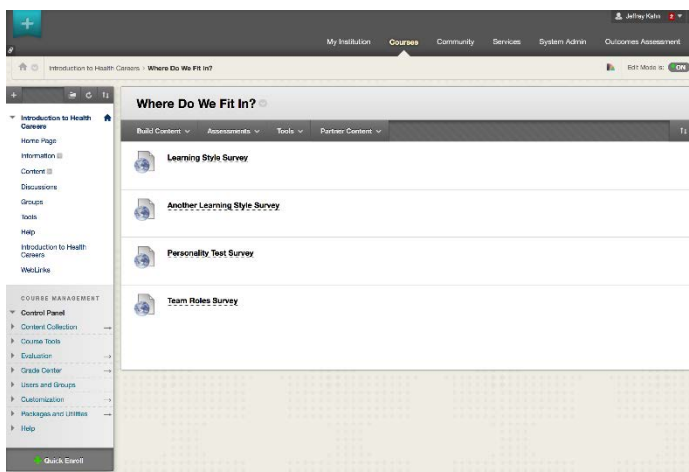 Jeffrey Kahn 2
My Institution Courses Community Services System Admin Outcomes Assessment
Introduction to Health Careers Where Do We Fit In?
Edit Mode is: ON
Where Do We Fit In?
Build Content Assessments Tools Partner Content
Learning Style Survey
Another Learning Style Survey
Personality Test Survey
Team Roles Survey
Introduction to Health
Careers
Home Page
Information
Content
Discussions
Groups
Tools
Help
Introduction to Health
Careers
WebLinks
COURSE MANAGEMENT
Control Panel
Content Collection
Course Tools
Evaluation
Grade Center
Users and Groups
Customization
Packages and Utilities
Help
Quick Enroll